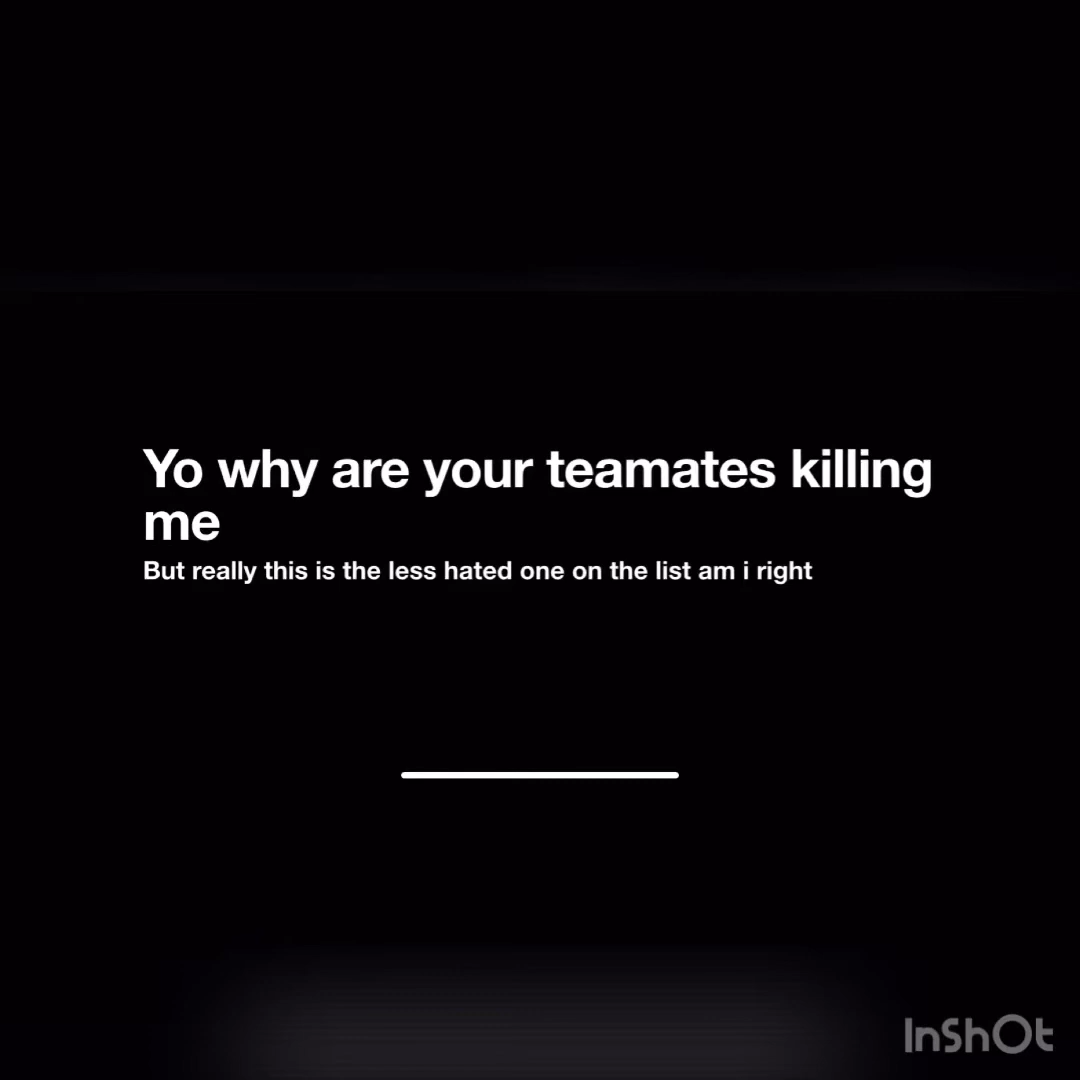 Yo why are your teamates killing
me
But really this is the less hated one on the list am i right
InShOt